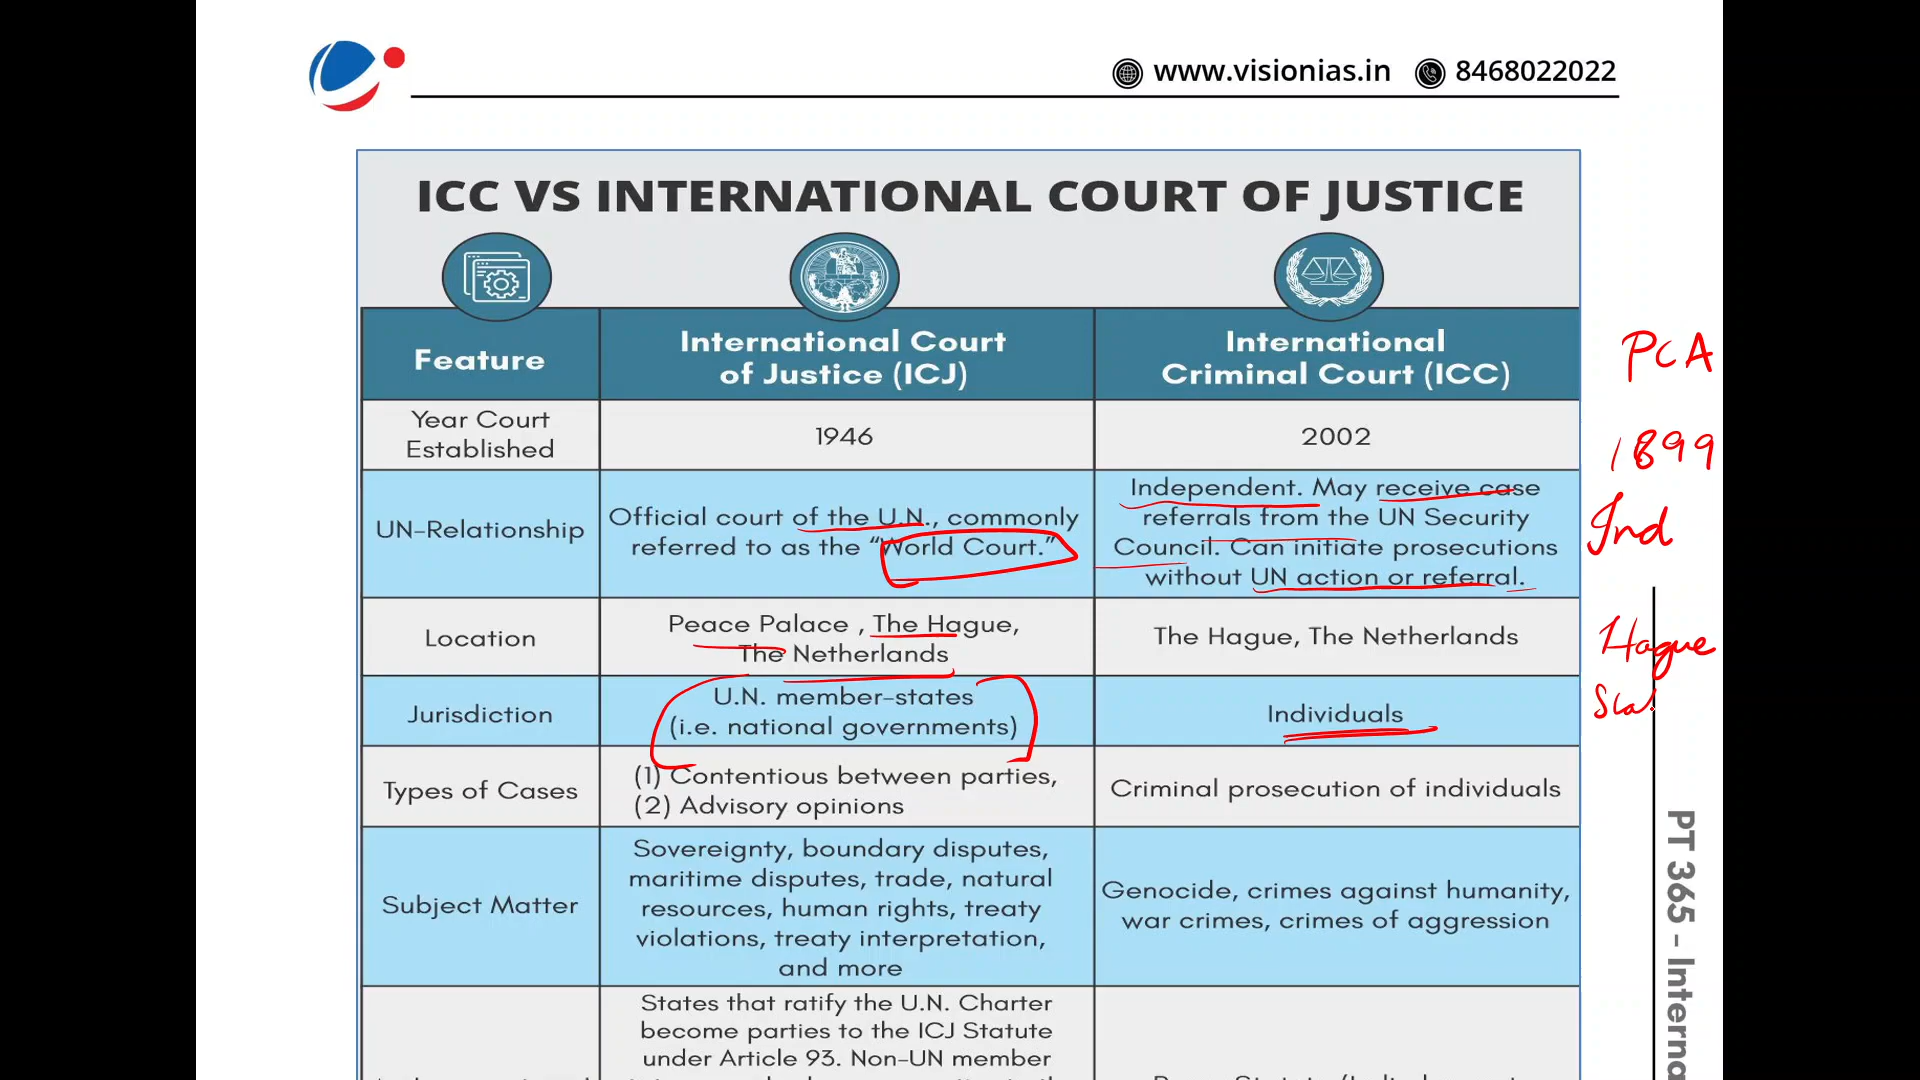 www.visionias.in 8468022022
ICC VS INTERNATIONAL COURT OF JUSTICE
Feature
International Court
of Justice (ICJ)
International
Criminal Court (ICC)
Year Court
Established
1946
2002
UN-Relationship
Official court of the U.N., commonly
referred to as the “World Court.”
Independent. May receive case
referrals from the UN Security
Council. Can initiate prosecutions
without UN action or referral.
Location
Peace Palace , The Hague,
The Netherlands
The Hague, The Netherlands
Jurisdiction
U.N. member-states
(i.e. national governments)
Individuals
Types of Cases
(1) Contentious between parties,
(2) Advisory opinions
Criminal prosecution of individuals
Subject Matter
Sovereignty, boundary disputes,
maritime disputes, trade, natural
resources, human rights, treaty
violations, treaty interpretation,
and more
Genocide, crimes against humanity,
war crimes, crimes of aggression
States that ratify the U.N. Charter
become parties to the ICJ Statute
under Article 93. Non-UN member
PCA
1899
Ind
Hague
PT 365 - Interna